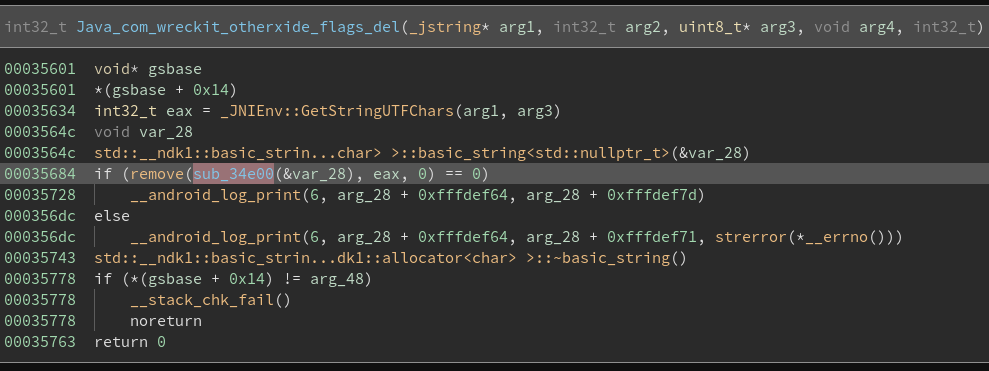 int32_t Java_com_wreckit_otherxide_flags_del(_jstring* arg1, int32_t arg2, uint8_t* arg3, void arg4, int32_t)
00035601 void* gsbase
00035601 *(gsbase + 0x14)
00035634 int32_t eax = _JNIEnv::GetStringUTFChars(arg1, arg3)
0003564c void var_28
0003564c std::__ndk1::basic_strin...char> >::basic_string<std::nullptr_t>(&var_28)
00035684 if (remove(sub_34e00(&var_28), eax, 0) == 0)
00035728 __android_log_print(6, arg_28 + 0xfffdef64, arg_28 + 0xfffdef7d)
000356dc else
000356dc __android_log_print(6, arg_28 + 0xfffdef64, arg_28 + 0xfffdef71, strerror(*__errno()))
00035743 std::__ndk1::basic_strin...dk1::allocator<char> >::~basic_string()
00035778 if (*(gsbase + 0x14) != arg_48)
00035778 __stack_chk_fail()
00035778 noreturn
00035763 return 0